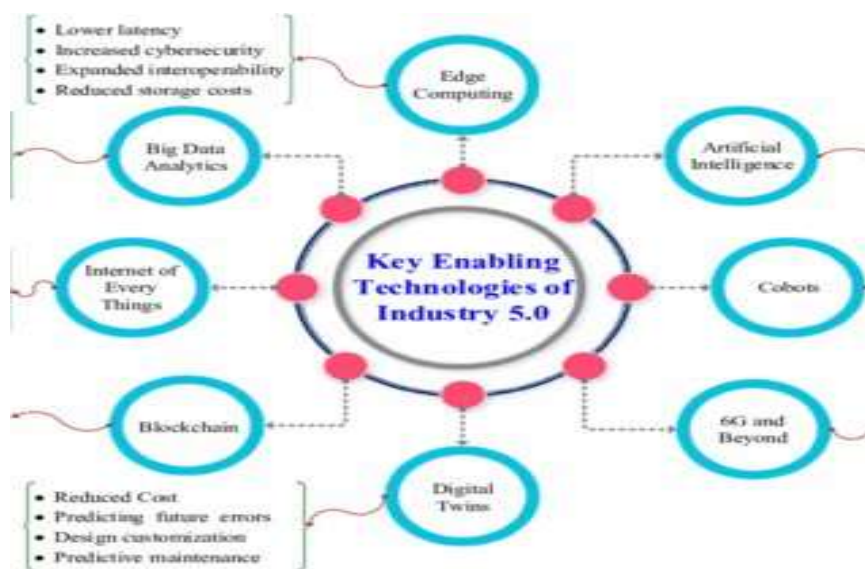 • Lower latency
• Increased cybersecurity
• Expanded interoperability
• Reduced storage costs
Edge
Computing
Big Data
Analytics
Artificial
Intelligence
Internet of
Every
Things
Key Enabling
Technologies of
Industry 5.0
Cobots
Blockchain
6G and
Beyond
Digital
Twins
• Reduced Cost
• Predicting future errors
• Design customization
• Predictive maintenance